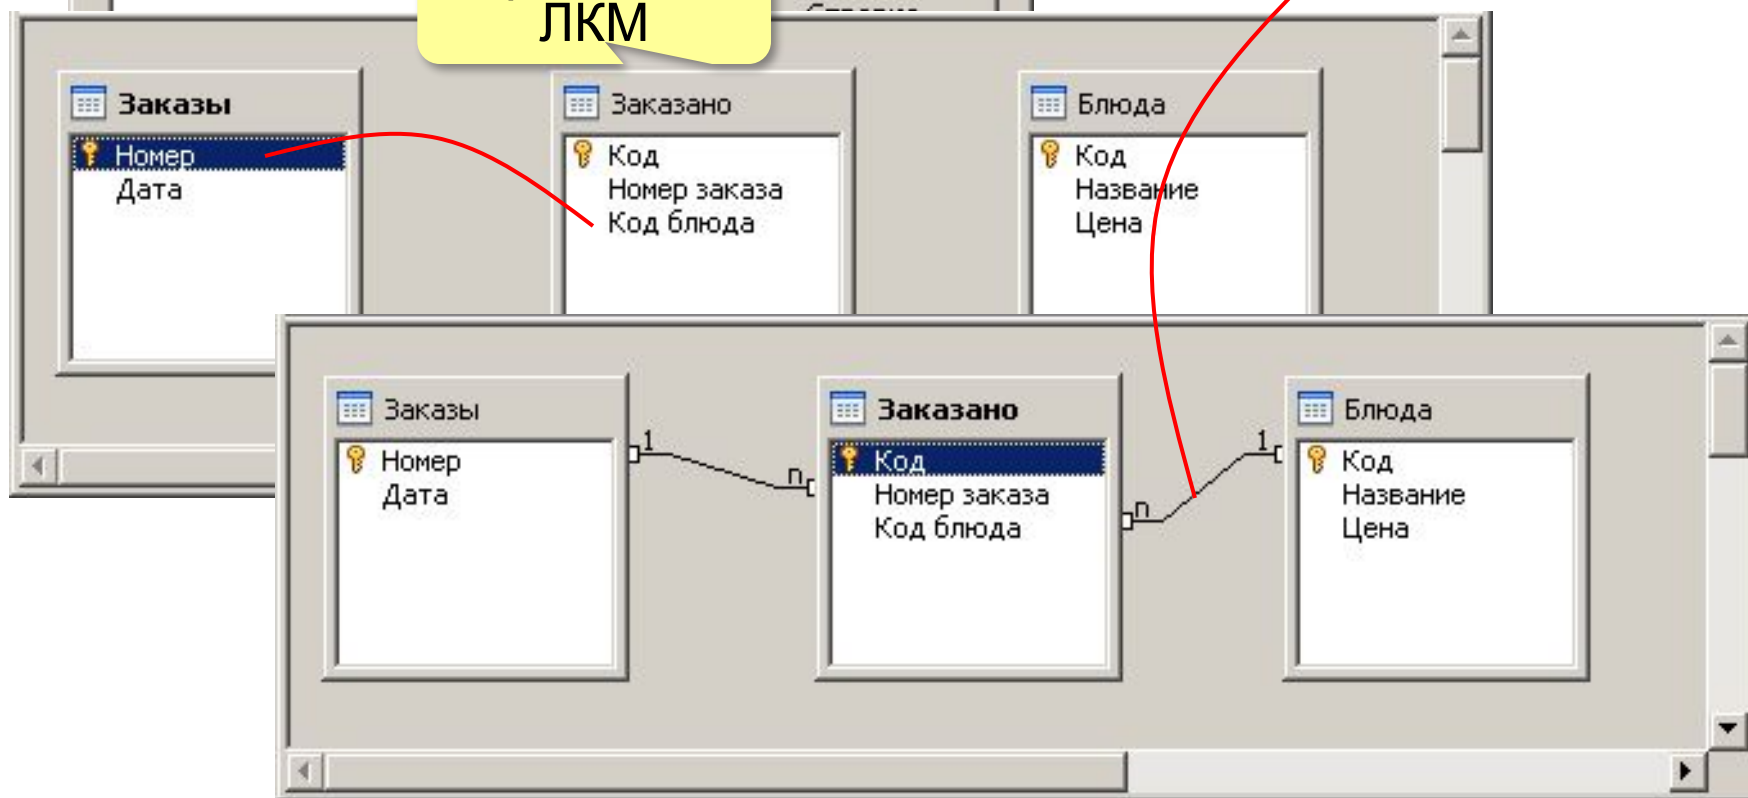 ЛКМ
Заказы
Номер
Дата
Заказано
Код
Номер заказа
Код блюда
Блюда
Код
Название
Цена
Заказы
Номер
Дата
1
n
Заказано
Код
Номер заказа
Код блюда
n
1
Блюда
Код
Название
Цена